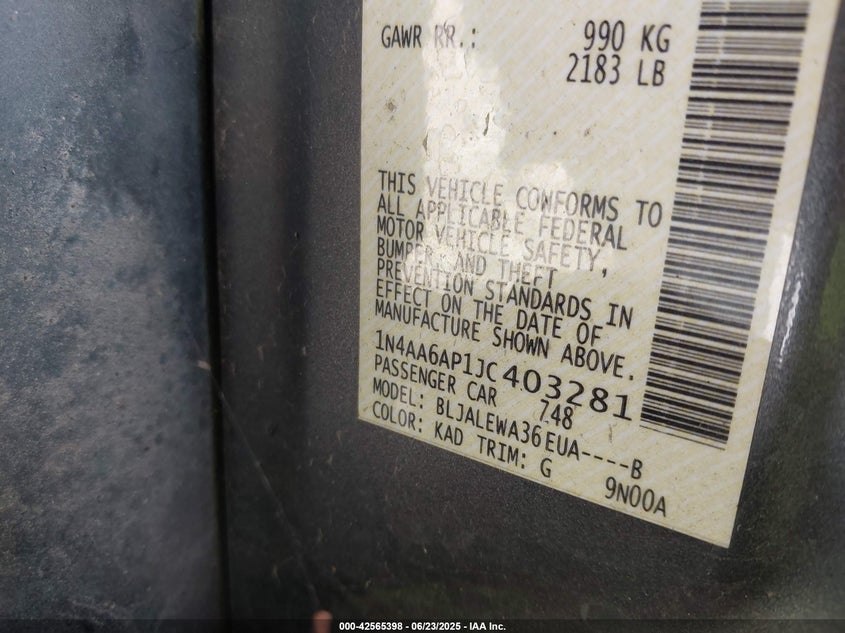 GAWR RR.: 990 KG
2183 LB
THIS VEHICLE CONFORMS TO
ALL APPLICABLE FEDERAL
MOTOR VEHICLE SAFETY,
BUMPER, AND THEFT
PREVENTION STANDARDS IN
EFFECT ON THE DATE OF
MANUFACTURE SHOWN ABOVE.
1N4AA6AP1JC403281
PASSENGER CAR 748
MODEL: BLJALEWA36EUA----B
COLOR: KAD TRIM: G 9N00A
000-42565398 - 06/23/2025 - IAA Inc.